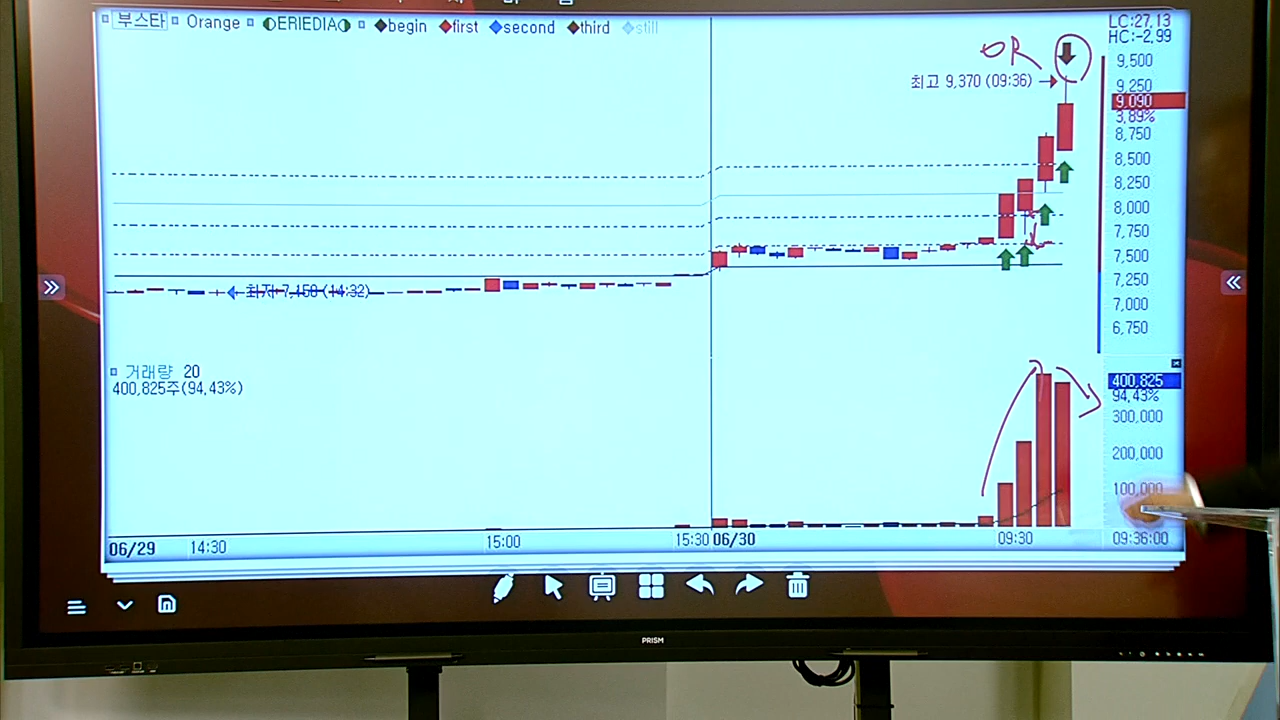 부스타 Orange ERIEDIA begin first second third still
LC:27,13
HC:-2,99
OR
9,500
최고 9,370 (09:36)
9,250
9,090
3,89%
8,750
8,500
8,250
8,000
7,750
7,500
7,250
최저 7,150 (14:32)
7,000
6,750
거래량 20
400,825주(94,43%)
400,825
94,43%
300,000
200,000
100,000
06/29 14:30 15:00 15:30 06/30 09:30 09:36:00
PRISM